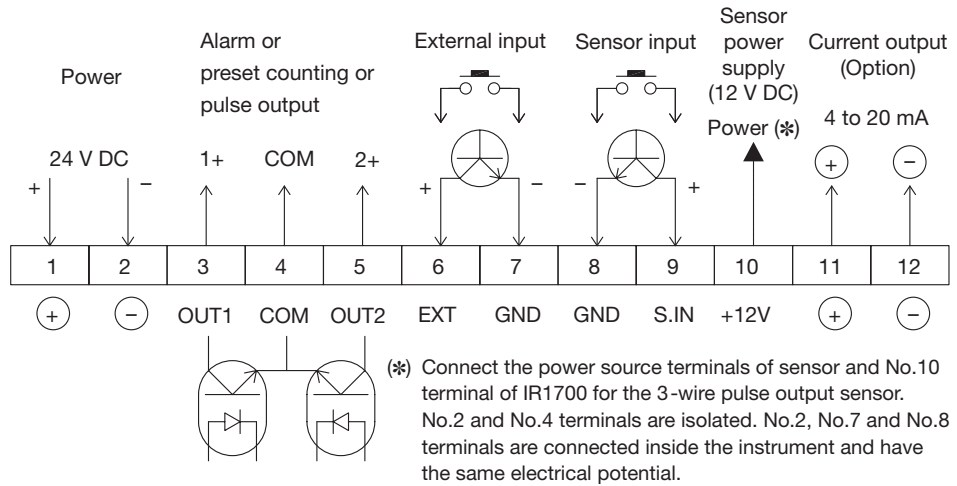 Power
Alarm or
preset counting or
pulse output
External input
Sensor input
Sensor
power
supply
(12 V DC)
Power (✻)
Current output
(Option)
4 to 20 mA
24 V DC
1+ COM 2+
+ − + − − + + −
1 2 3 4 5 6 7 8 9 10 11 12
+ − OUT1 COM OUT2 EXT GND GND S.IN +12V + −
(✻) Connect the power source terminals of sensor and No.10
terminal of IR1700 for the 3-wire pulse output sensor.
No.2 and No.4 terminals are isolated. No.2, No.7 and No.8
terminals are connected inside the instrument and have
the same electrical potential.